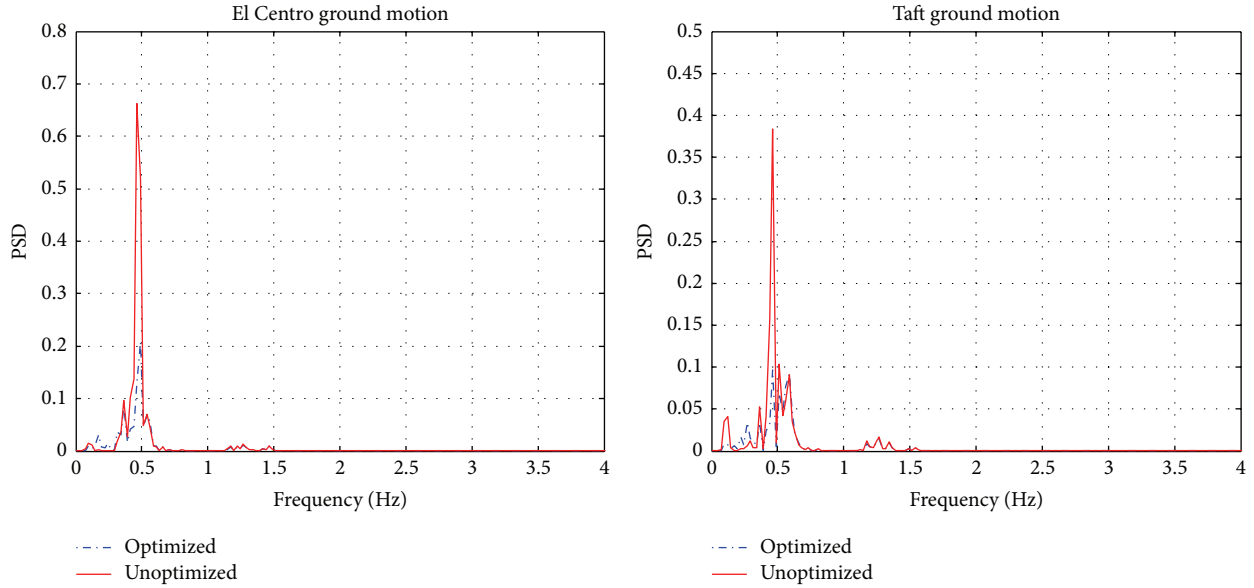 El Centro ground motion
0.8
0.7
0.6
0.5
0.4
0.3
0.2
0.1
0
PSD
0 0.5 1 1.5 2 2.5 3 3.5 4
Frequency (Hz)
Optimized
Unoptimized
Taft ground motion
0.5
0.45
0.4
0.35
0.3
0.25
0.2
0.15
0.1
0.05
0
PSD
0 0.5 1 1.5 2 2.5 3 3.5 4
Frequency (Hz)
Optimized
Unoptimized